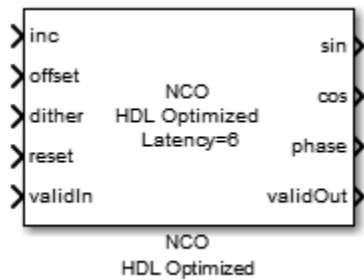 inc
offset
dither
reset
validIn
NCO
HDL Optimized
Latency=6
sin
cos
phase
validOut
NCO
HDL Optimized